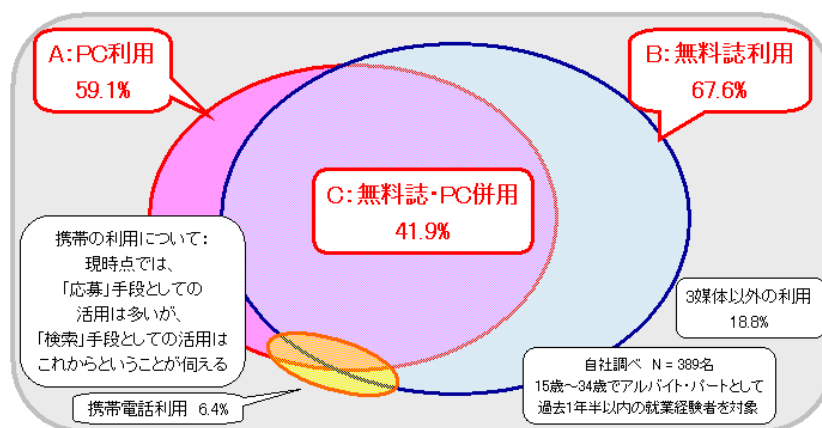 A:PC利用
59.1%
B:無料誌利用
67.6%
C:無料誌・PC併用
41.9%
携帯の利用について:
現時点では、
「応募」手段としての
活用は多いが、
「検索」手段としての活用は
これからということが伺える
携帯電話利用 6.4%
3媒体以外の利用
18.8%
自社調べ N = 389名
15歳～34歳でアルバイト・パートとして
過去1年半以内の就業経験者を対象